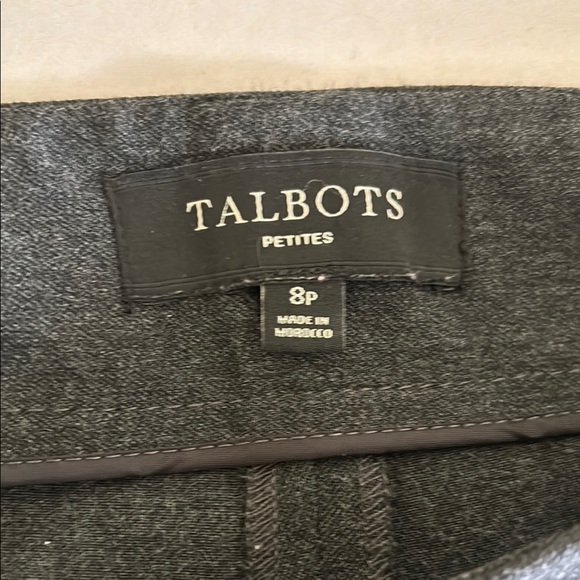 TALBOTS
PETITES
8P
MADE IN
MOROCCO